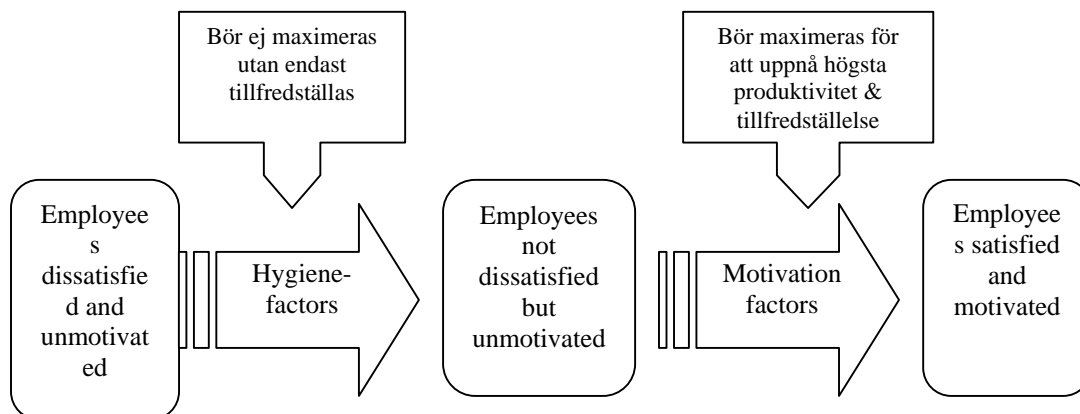 Bör ej maximeras
utan endast
tillfredställas
Bör maximeras för
att uppnå högsta
produktivitet &
tillfredställelse
Employee
s
dissatisfie
d and
unmotivat
ed
Hygiene-
factors
Employees
not
dissatisfied
but
unmotivated
Motivation
factors
Employee
s satisfied
and
motivated